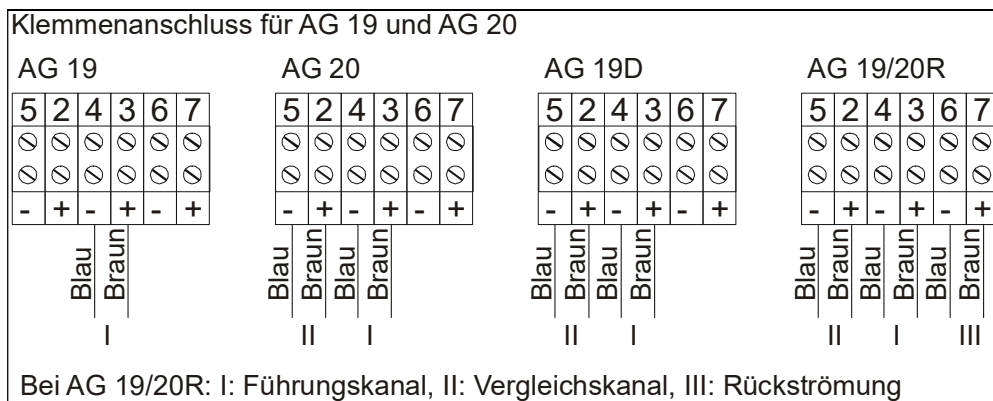 Klemmenanschluss für AG 19 und AG 20
AG 19 AG 20 AG 19D AG 19/20R
5 2 4 3 6 7 5 2 4 3 6 7 5 2 4 3 6 7 5 2 4 3 6 7
- + - + - + - + - + - + - + - + - + - + - + - +
Blau Braun Blau Braun Blau Braun Blau Braun Blau Braun Blau Braun Blau Braun Blau Braun
I II I II I II I III
Bei AG 19/20R: I: Führungskanal, II: Vergleichskanal, III: Rückströmung